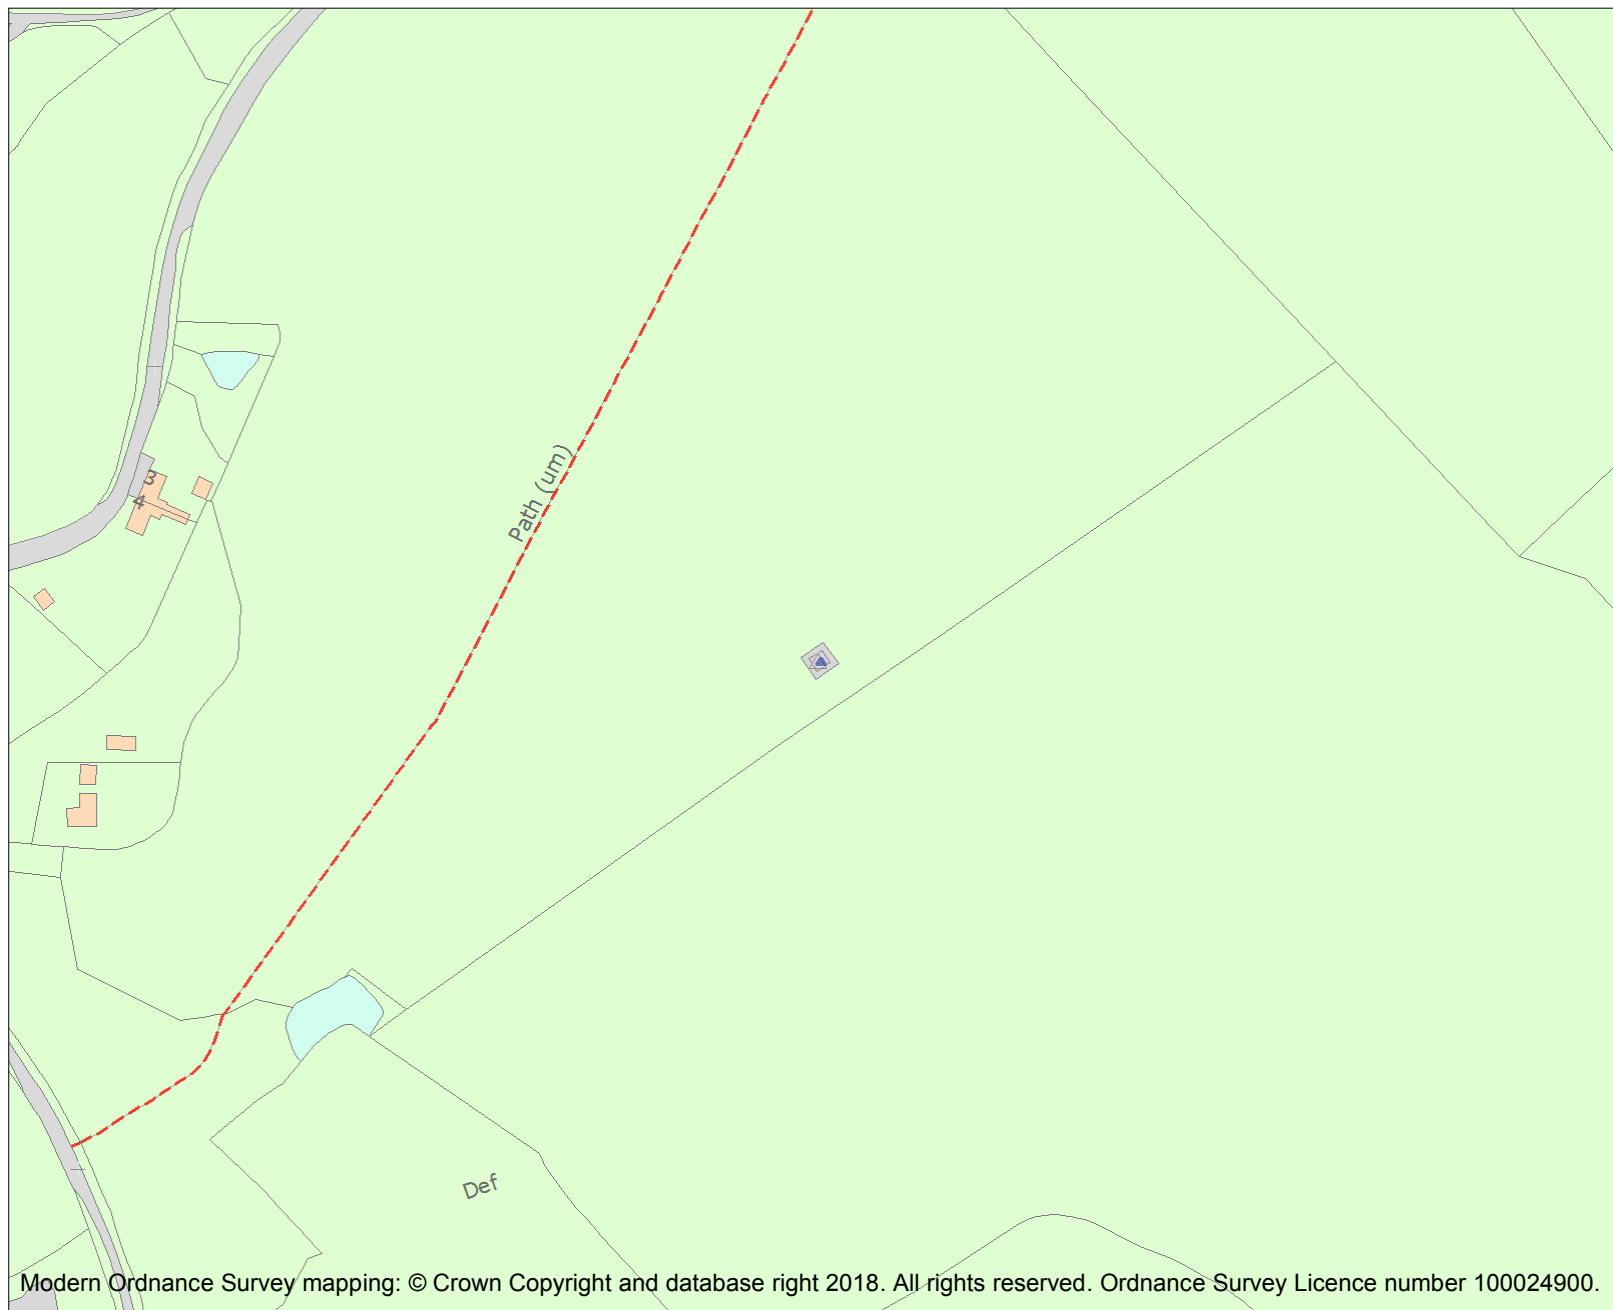 3
4
Path (um)
Def
Modern Ordnance Survey mapping: © Crown Copyright and database right 2018. All rights reserved. Ordnance Survey Licence number 100024900.